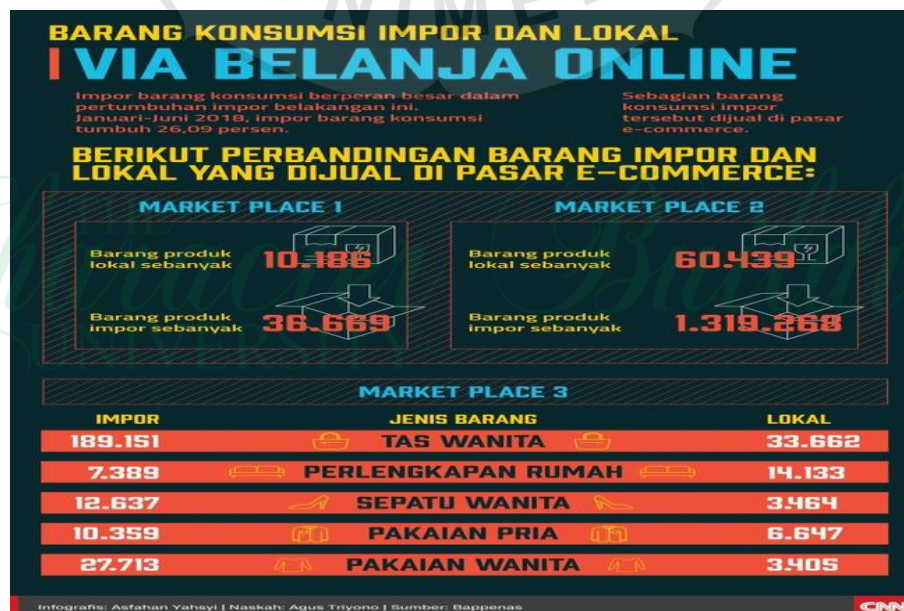 BARANG KONSUMSI IMPOR DAN LOKAL
VIA BELANJA ONLINE
Impor barang konsumsi berperan besar dalam
pertumbuhan impor belakangan ini.
Januari-Juni 2018, impor barang konsumsi
tumbuh 26,09 persen.
Sebagian barang
konsumsi impor
tersebut dijual di pasar
e-commerce.
BERIKUT PERBANDINGAN BARANG IMPOR DAN
LOKAL YANG DIJUAL DI PASAR E-COMMERCE:
MARKET PLACE 1
Barang produk
lokal sebanyak 10.186
Barang produk
impor sebanyak 36.669
MARKET PLACE 2
Barang produk
lokal sebanyak 60.439
Barang produk
impor sebanyak 1.319.268
MARKET PLACE 3
IMPOR JENIS BARANG LOKAL
189.151 TAS WANITA 33.662
7.389 PERLENGKAPAN RUMAH 14.133
12.637 SEPATU WANITA 3.464
10.359 PAKAIAN PRIA 6.647
27.713 PAKAIAN WANITA 3.405
Infografis: Asfahan Yahsyi | Naskah: Agus Triyono | Sumber: Bappenas
CNN
THE
UNIVERSITY